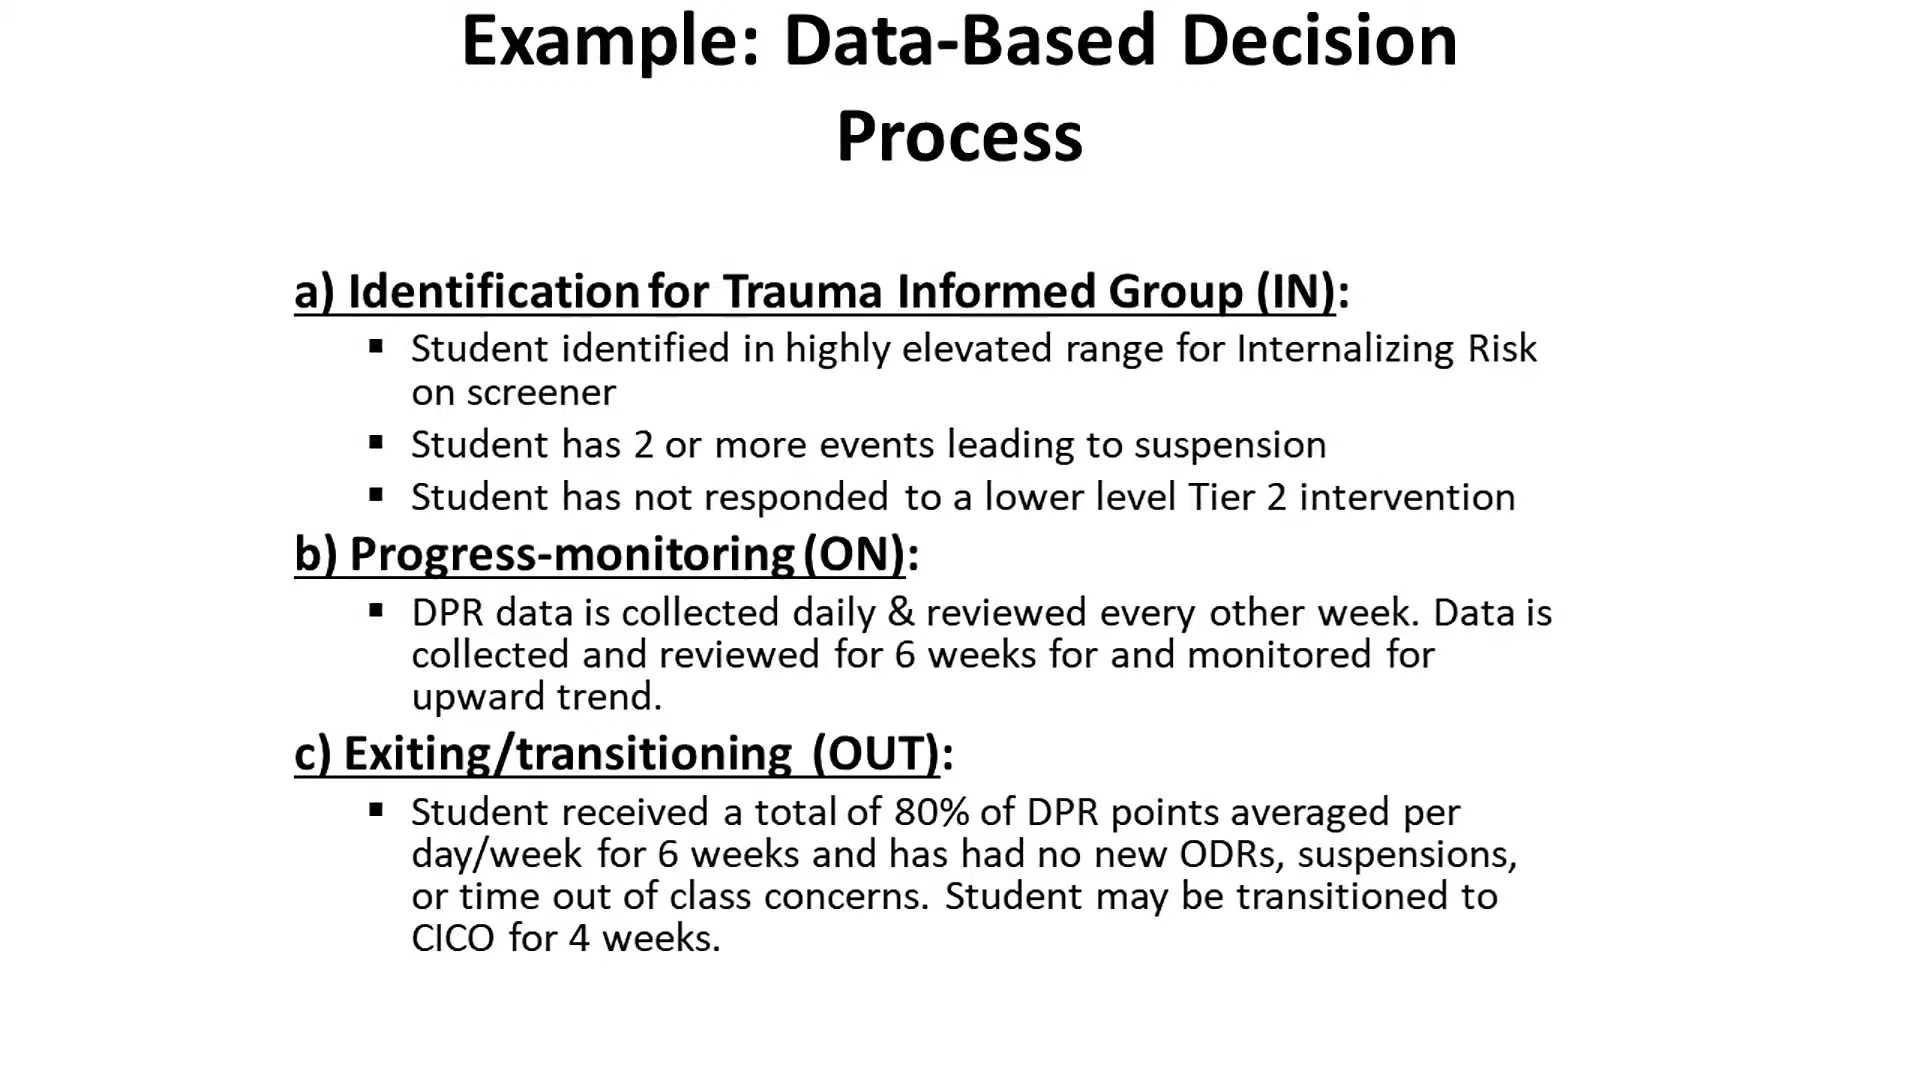 Example: Data-Based Decision
Process
a) Identification for Trauma Informed Group (IN):
▪ Student identified in highly elevated range for Internalizing Risk
on screener
▪ Student has 2 or more events leading to suspension
▪ Student has not responded to a lower level Tier 2 intervention
b) Progress-monitoring (ON):
▪ DPR data is collected daily & reviewed every other week. Data is
collected and reviewed for 6 weeks for and monitored for
upward trend.
c) Exiting/transitioning (OUT):
▪ Student received a total of 80% of DPR points averaged per
day/week for 6 weeks and has had no new ODRs, suspensions,
or time out of class concerns. Student may be transitioned to
CICO for 4 weeks.